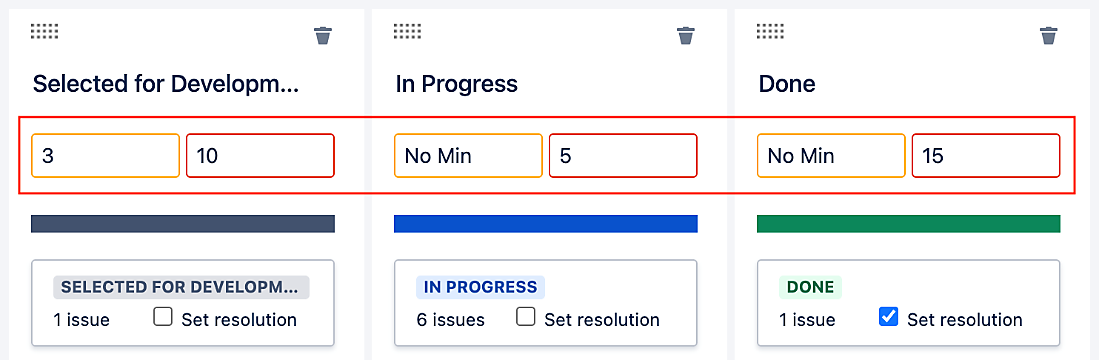 Selected for Developm...
3
10
SELECTED FOR DEVELOPM...
1 issue
Set resolution
In Progress
No Min
5
IN PROGRESS
6 issues
Set resolution
Done
No Min
15
DONE
1 issue
Set resolution